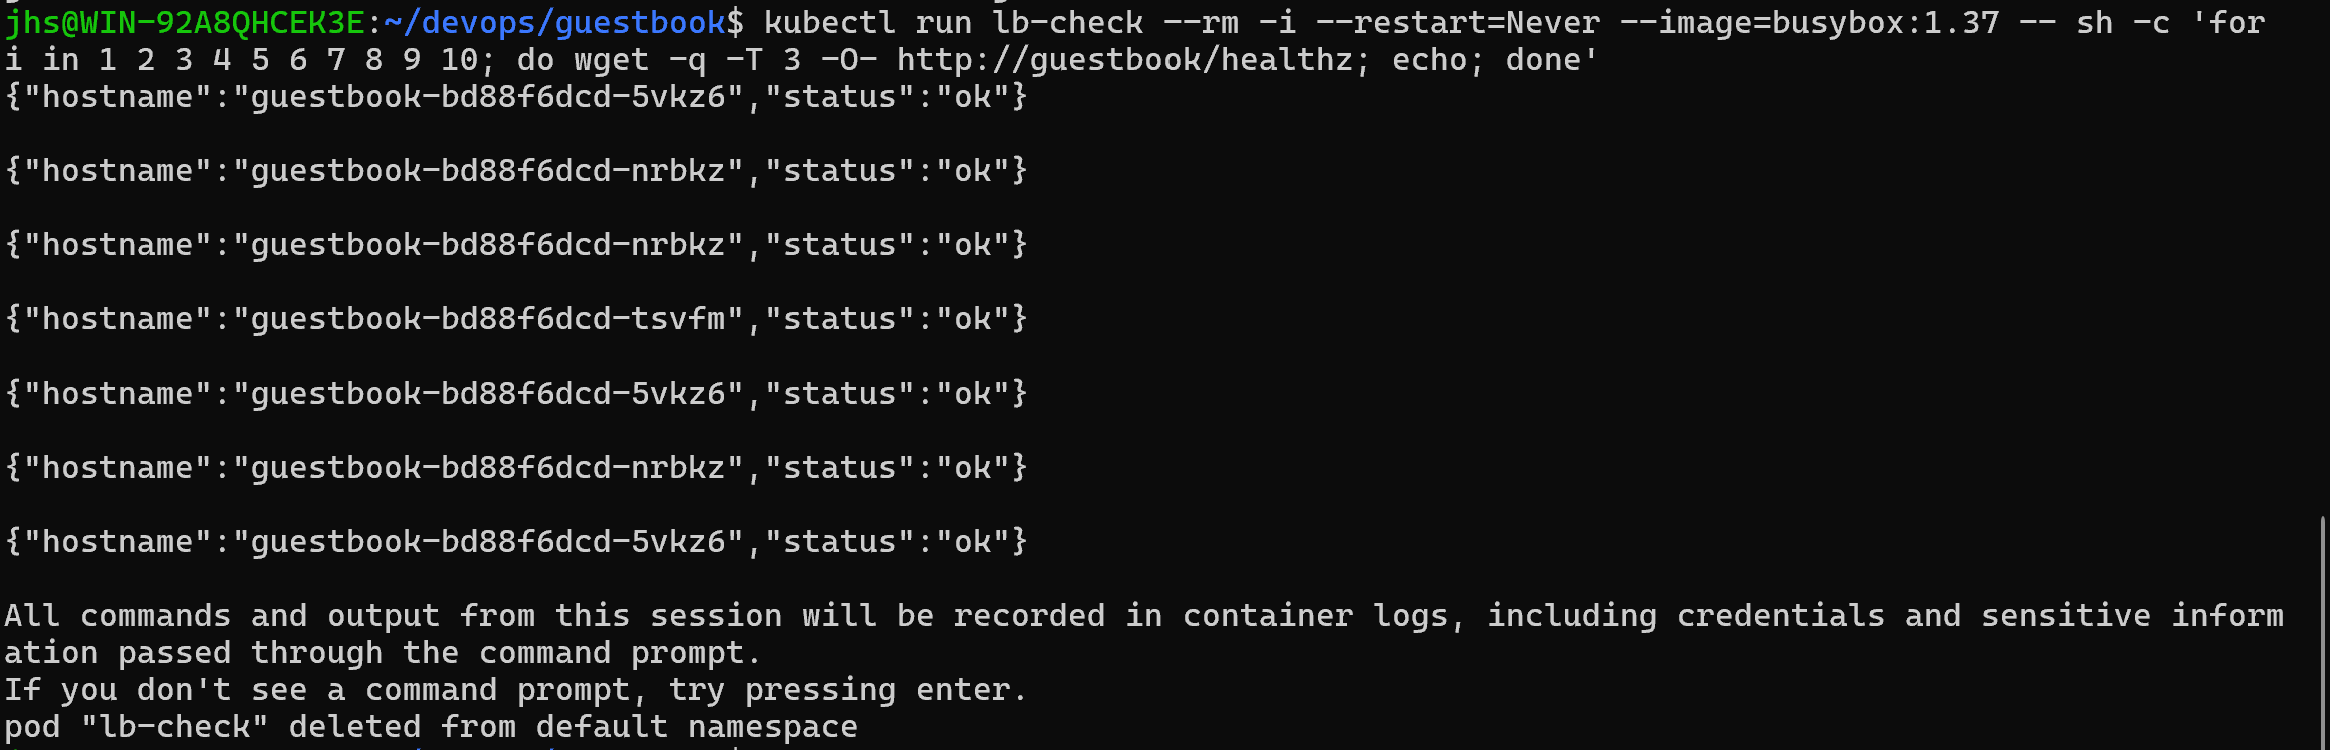 jhs@WIN-92A8QHCEK3E:~/devops/guestbook$ kubectl run lb-check --rm -i --restart=Never --image=busybox:1.37 -- sh -c 'for
i in 1 2 3 4 5 6 7 8 9 10; do wget -q -T 3 -O- http://guestbook/healthz; echo; done'
{"hostname":"guestbook-bd88f6dcd-5vkz6","status":"ok"}
{"hostname":"guestbook-bd88f6dcd-nrbkz","status":"ok"}
{"hostname":"guestbook-bd88f6dcd-nrbkz","status":"ok"}
{"hostname":"guestbook-bd88f6dcd-tsvfm","status":"ok"}
{"hostname":"guestbook-bd88f6dcd-5vkz6","status":"ok"}
{"hostname":"guestbook-bd88f6dcd-nrbkz","status":"ok"}
{"hostname":"guestbook-bd88f6dcd-5vkz6","status":"ok"}
All commands and output from this session will be recorded in container logs, including credentials and sensitive inform
ation passed through the command prompt.
If you don't see a command prompt, try pressing enter.
pod "lb-check" deleted from default namespace